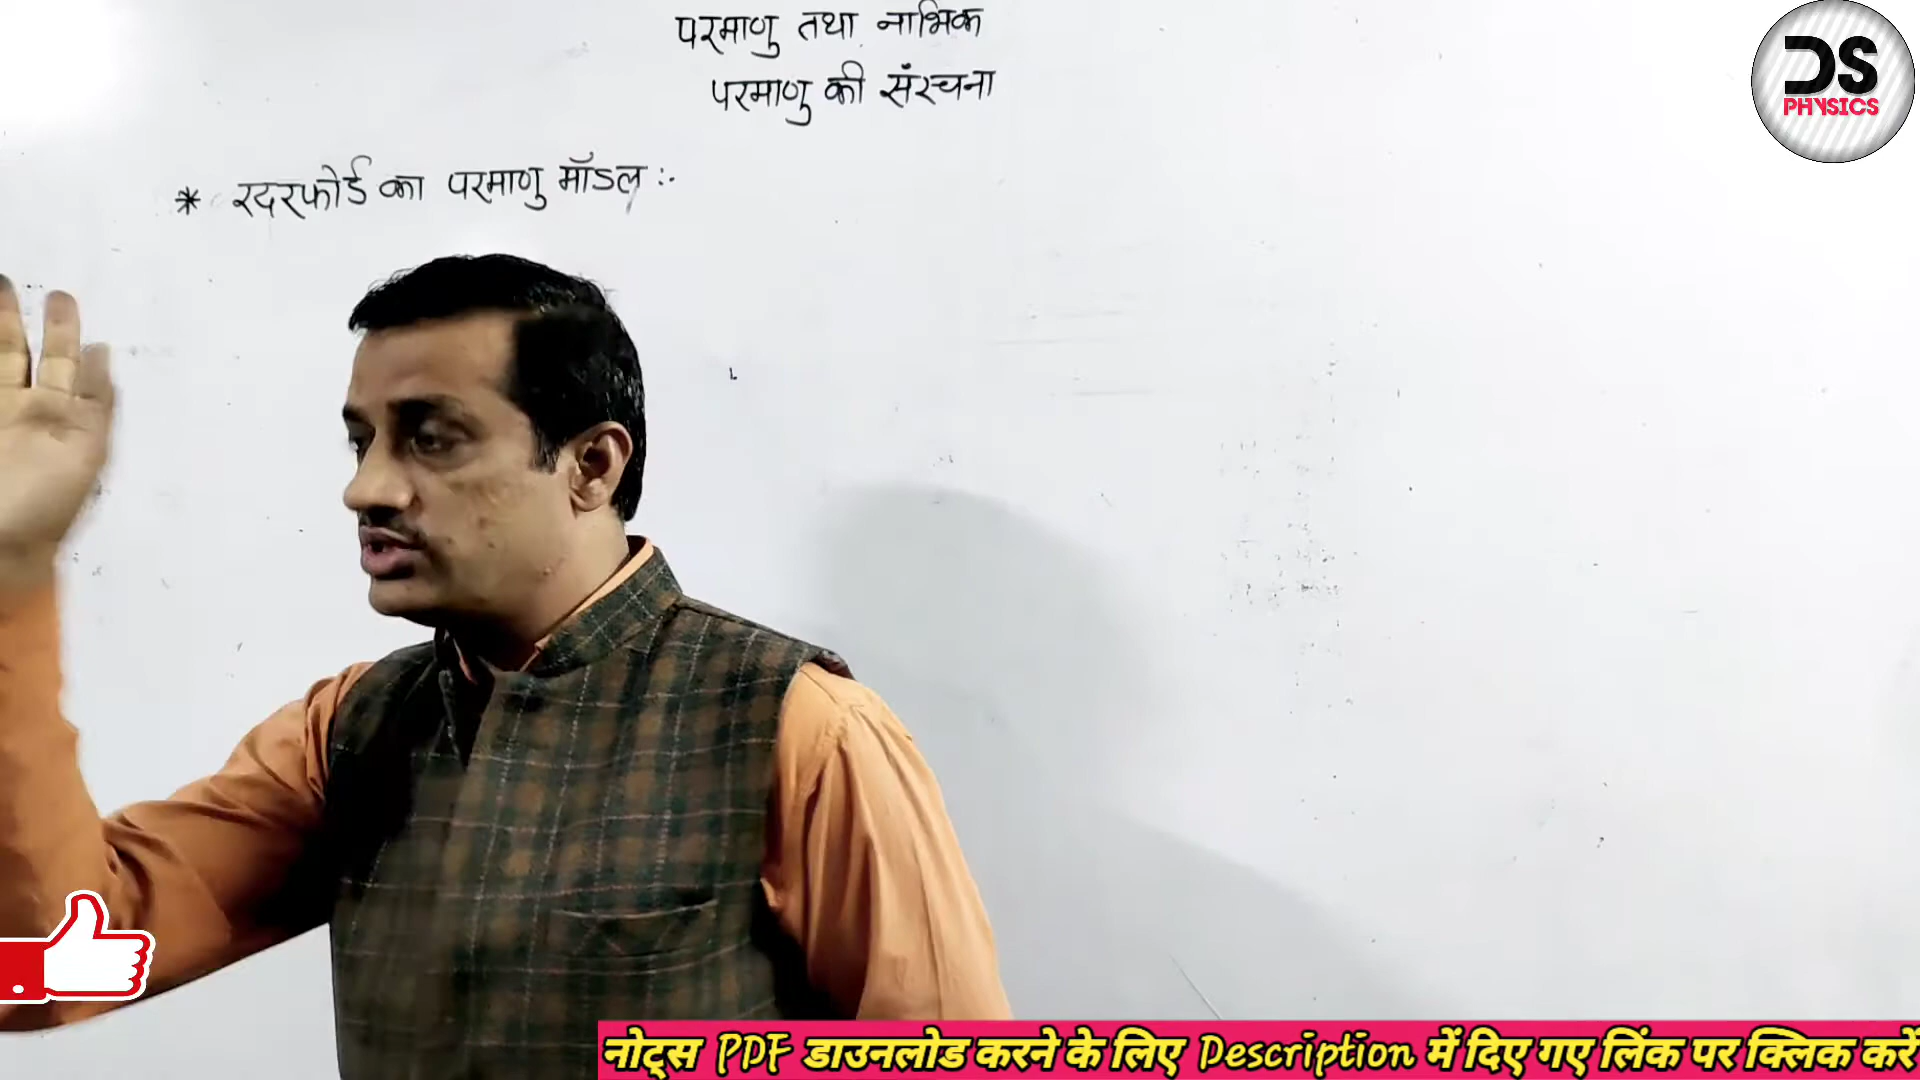 परमाणु तथा नाभिक
परमाणु की संरचना
* रदरफोर्ड का परमाणु मॉडल :-
DS
PHYSICS
नोट्स PDF डाउनलोड करने के लिए Description में दिए गए लिंक पर क्लिक करें